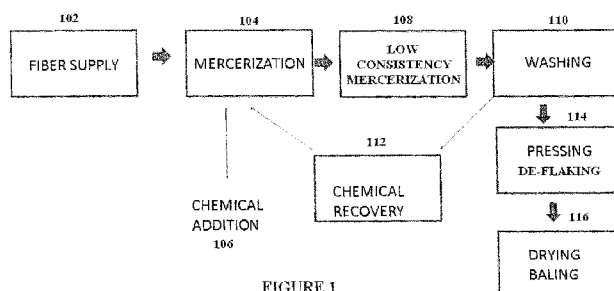 102
FIBER SUPPLY
104
MERCERIZATION
108
LOW
CONSISTENCY
MERCERIZATION
110
WASHING
114
PRESSING
DE-FLAKING
116
DRYING
BALING
112
CHEMICAL
RECOVERY
CHEMICAL
ADDITION
106
FIGURE 1